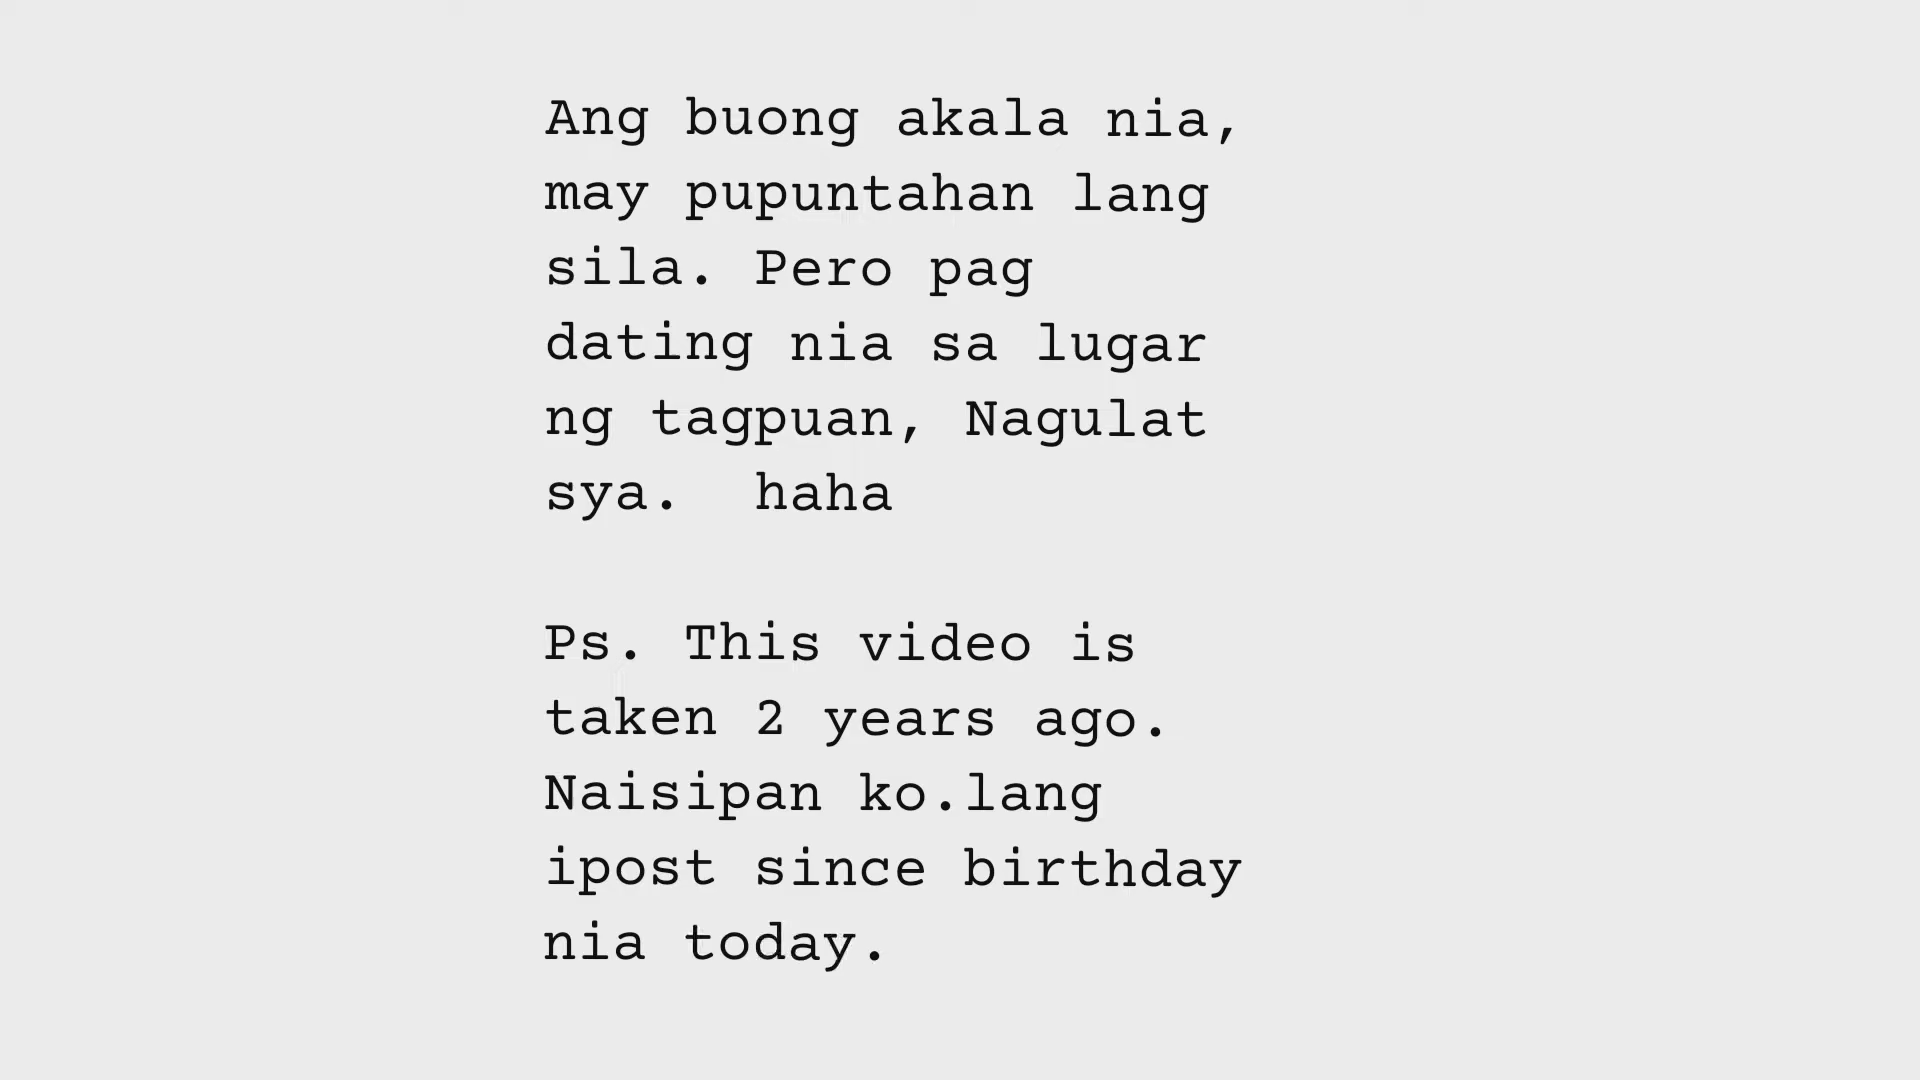 Ang buong akala nia,
may pupuntahan lang
sila. Pero pag
dating nia sa lugar
ng tagpuan, Nagulat
sya.  haha
Ps. This video is
taken 2 years ago.
Naisipan ko.lang
ipost since birthday
nia today.